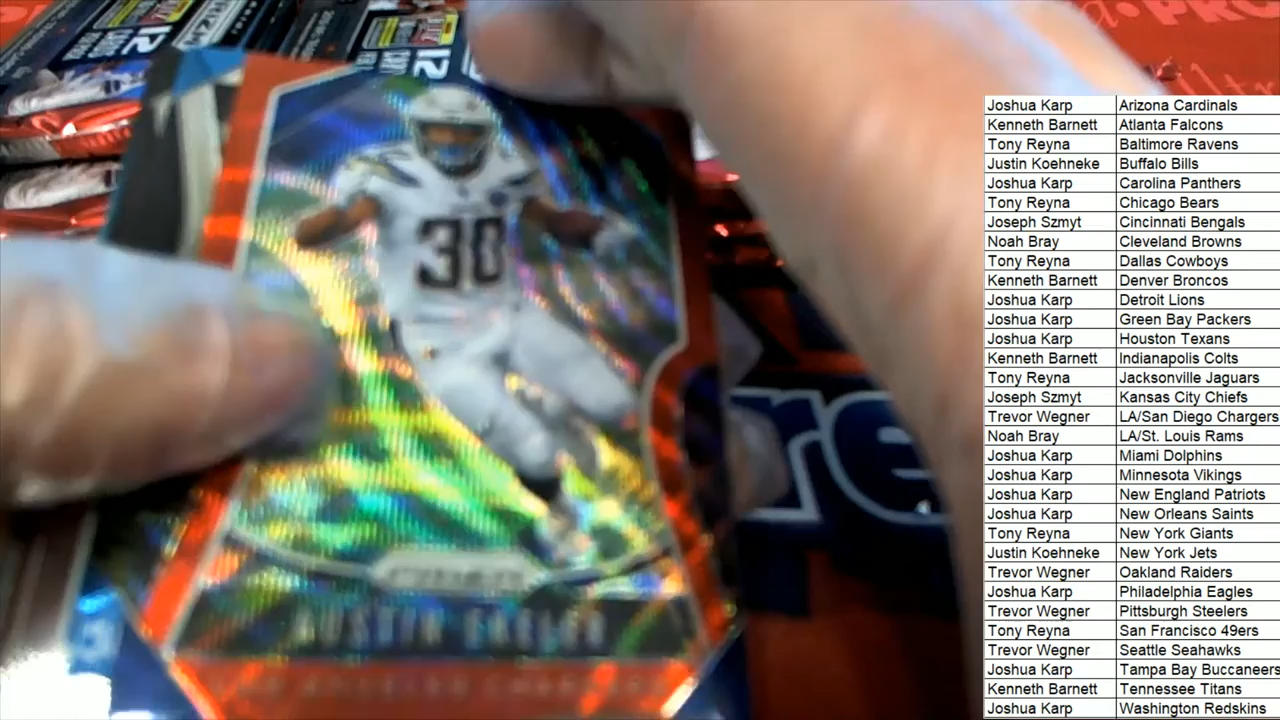 12
12
30
re
Joshua Karp Arizona Cardinals
Kenneth Barnett Atlanta Falcons
Tony Reyna Baltimore Ravens
Justin Koehneke Buffalo Bills
Joshua Karp Carolina Panthers
Tony Reyna Chicago Bears
Joseph Szmyt Cincinnati Bengals
Noah Bray Cleveland Browns
Tony Reyna Dallas Cowboys
Kenneth Barnett Denver Broncos
Joshua Karp Detroit Lions
Joshua Karp Green Bay Packers
Joshua Karp Houston Texans
Kenneth Barnett Indianapolis Colts
Tony Reyna Jacksonville Jaguars
Joseph Szmyt Kansas City Chiefs
Trevor Wegner LA/San Diego Chargers
Noah Bray LA/St. Louis Rams
Joshua Karp Miami Dolphins
Joshua Karp Minnesota Vikings
Joshua Karp New England Patriots
Joshua Karp New Orleans Saints
Tony Reyna New York Giants
Justin Koehneke New York Jets
Trevor Wegner Oakland Raiders
Joshua Karp Philadelphia Eagles
Trevor Wegner Pittsburgh Steelers
Tony Reyna San Francisco 49ers
Trevor Wegner Seattle Seahawks
Joshua Karp Tampa Bay Buccaneers
Kenneth Barnett Tennessee Titans
Joshua Karp Washington Redskins